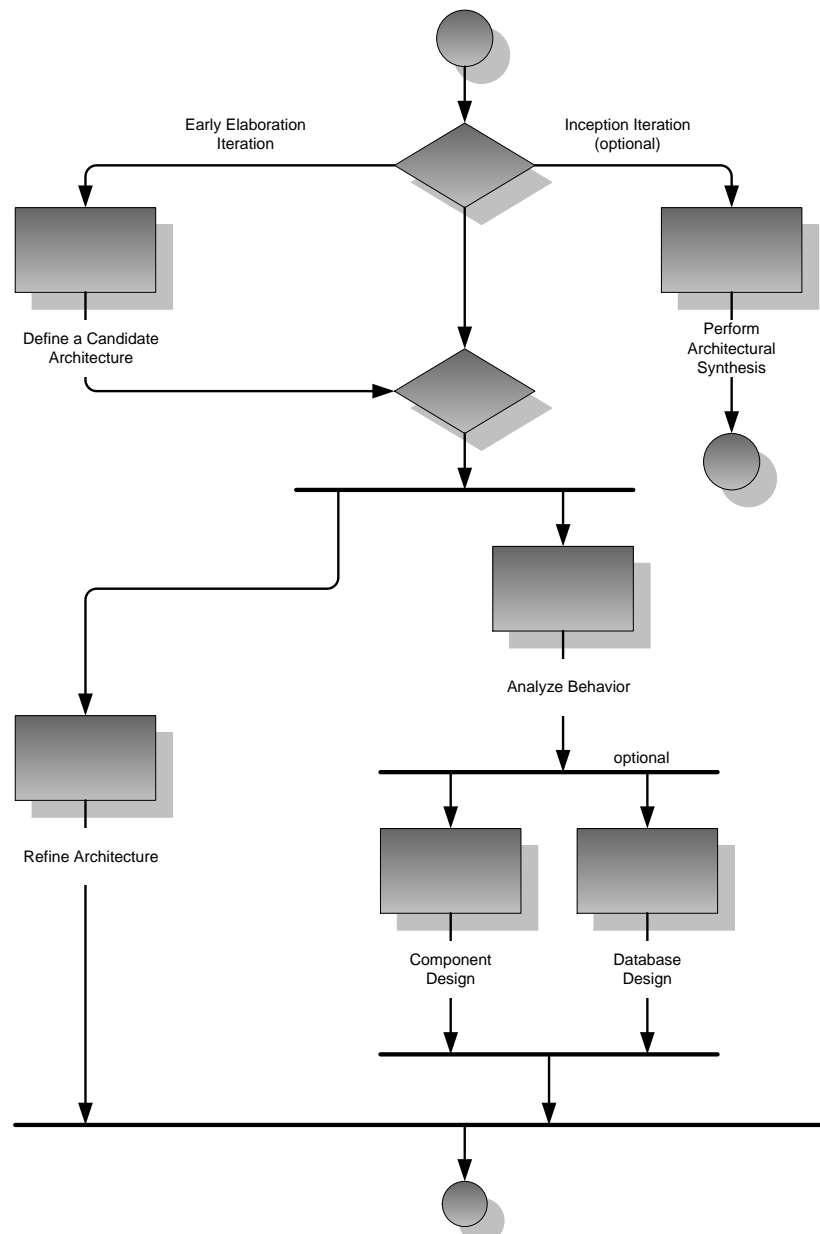 Early Elaboration
Iteration
Inception Iteration
(optional)
Define a Candidate
Architecture
Perform
Architectural
Synthesis
Analyze Behavior
optional
Refine Architecture
Component
Design
Database
Design